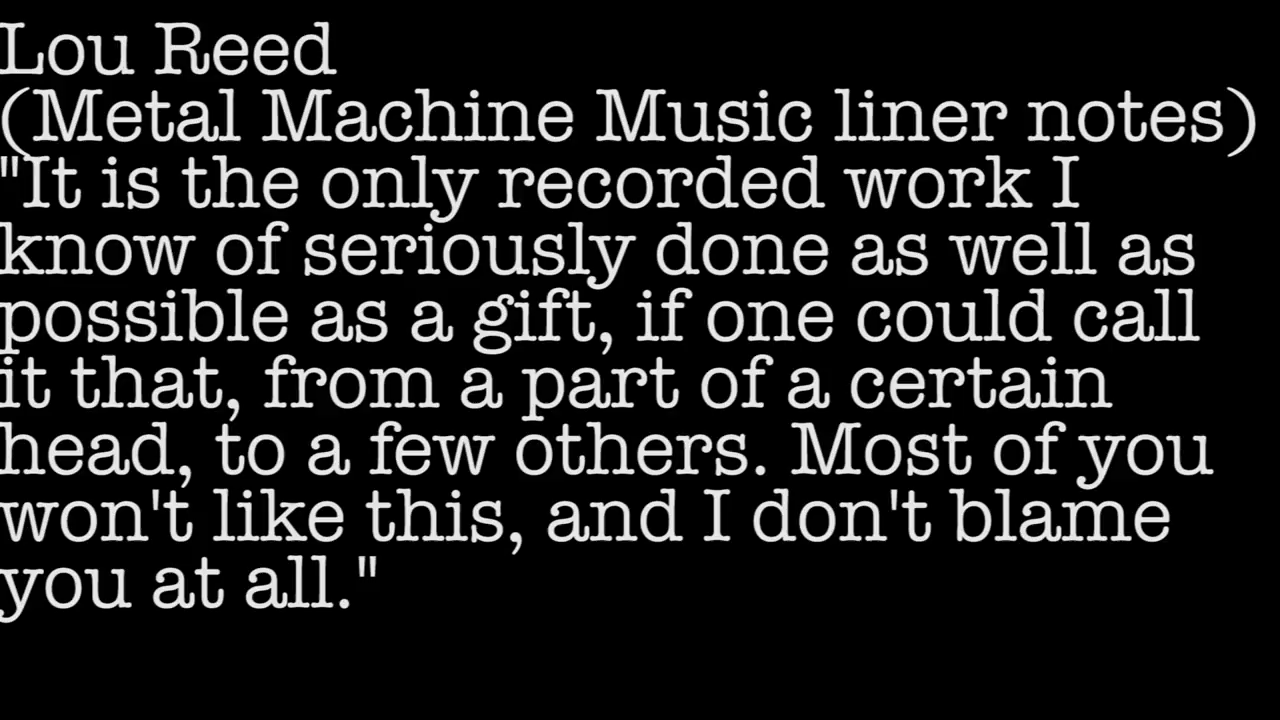 Lou Reed
(Metal Machine Music liner notes)
"It is the only recorded work I
know of seriously done as well as
possible as a gift, if one could call
it that, from a part of a certain
head, to a few others. Most of you
won't like this, and I don't blame
you at all."